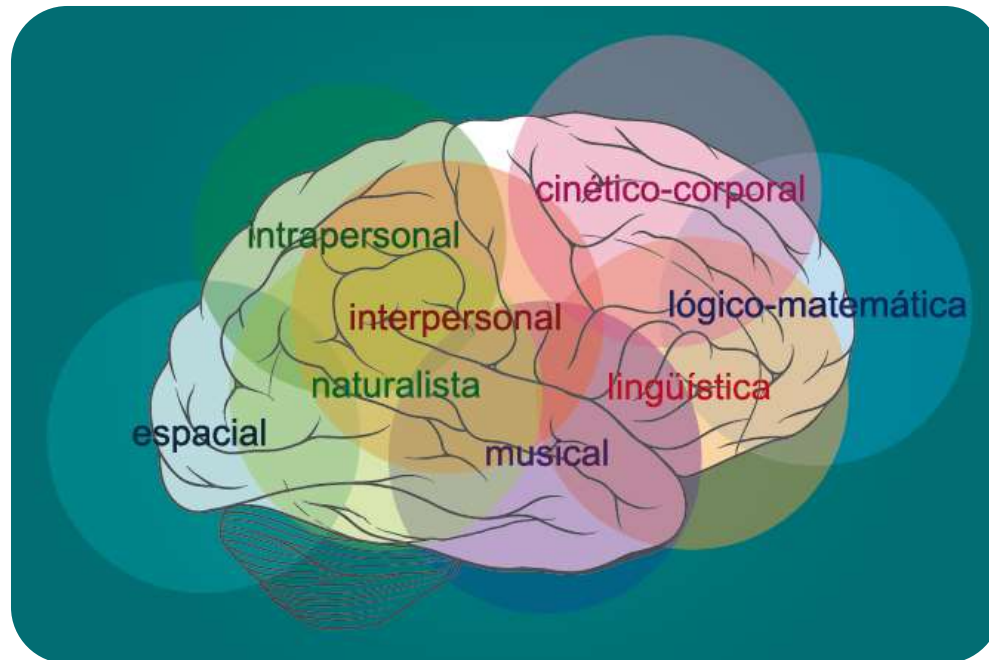 cinético-corporal
intrapersonal
lógico-matemática
interpersonal
naturalista
lingüística
espacial
musical